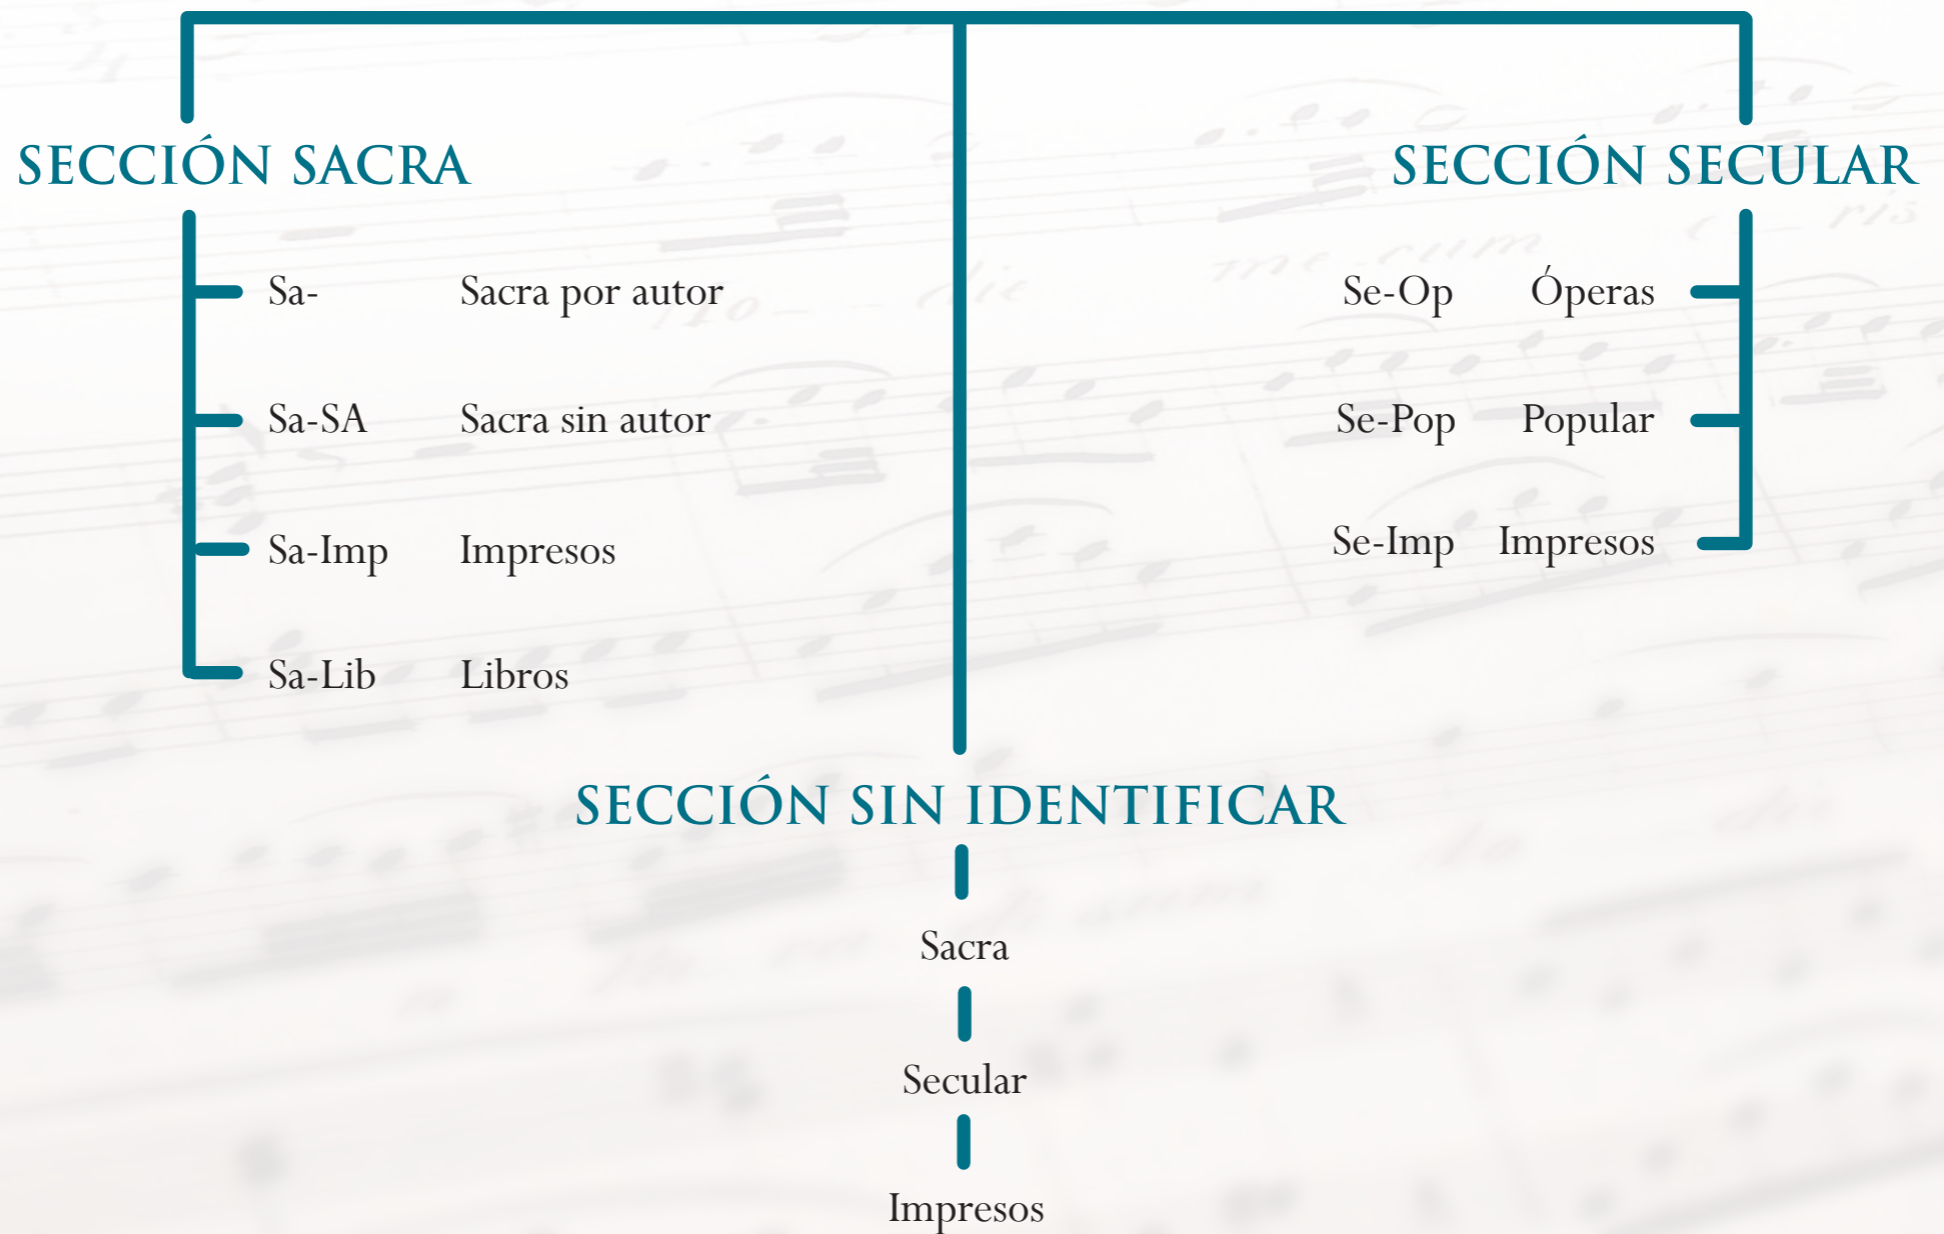 SECCIÓN SACRA
Sa- Sacra por autor
Sa-SA Sacra sin autor
Sa-Imp Impresos
Sa-Lib Libros
SECCIÓN SECULAR
Se-Op Óperas
Se-Pop Popular
Se-Imp Impresos
SECCIÓN SIN IDENTIFICAR
Sacra
Secular
Impresos